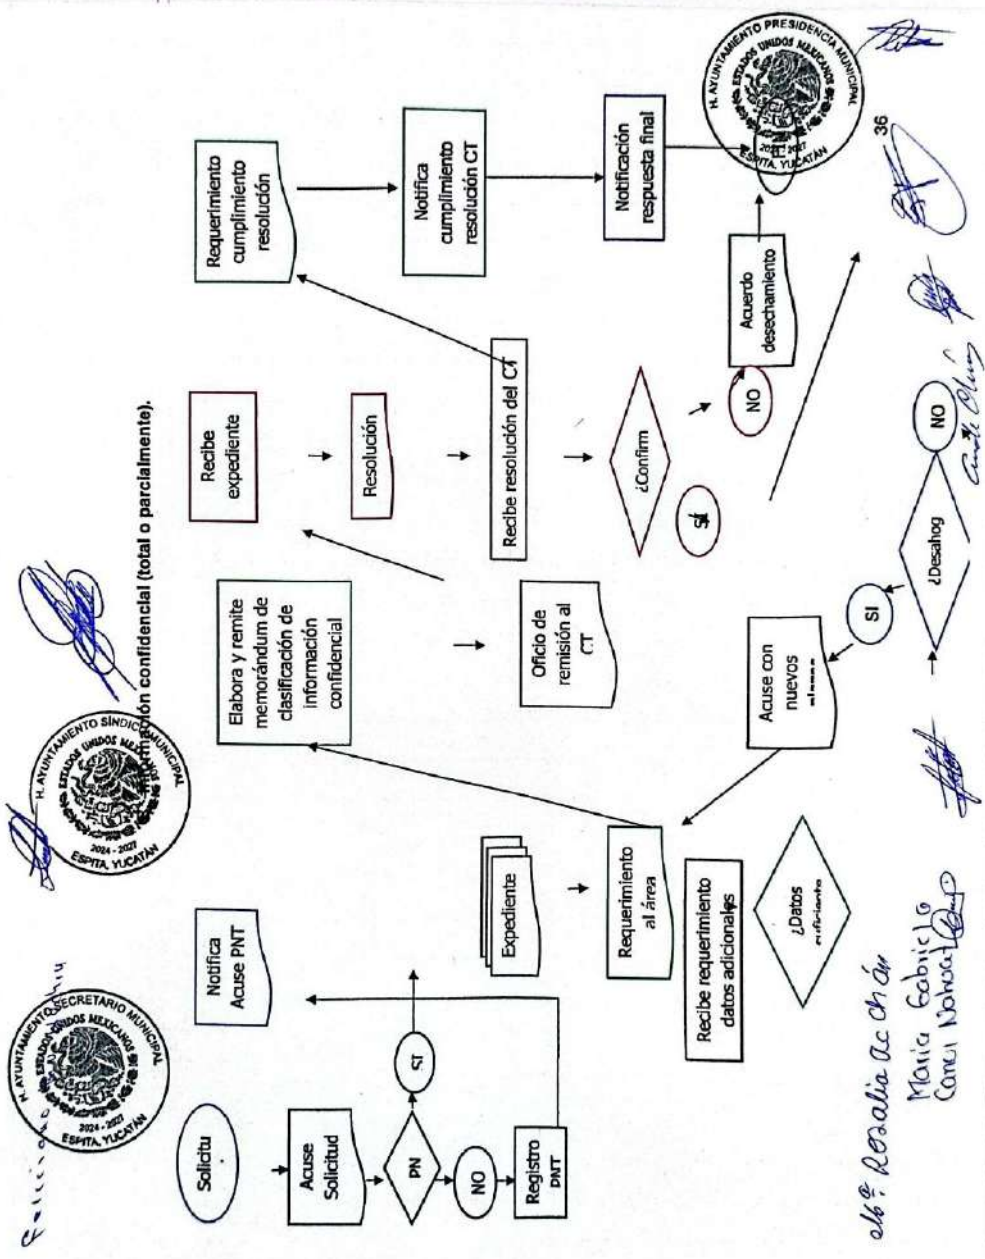 información confidencial (total o parcialmente).
Solicitu
Acuse
Solicitud
PN
SI
NO
Registro
PNT
Notifica
Acuse PNT
Expediente
Requerimiento
al área
Recibe requerimiento
datos adicionales
¿Datos
suficiente
Elabora y remite
memorándum de
clasificación de
información
confidencial
Oficio de
remisión al
CT
Acuse con
nuevos
SI
¿Desahog
NO
Recibe
expediente
Resolución
Recibe resolución del CT
¿Confirm
SÍ
NO
Acuerdo
desechamiento
Requerimiento
cumplimiento
resolución
Notifica
cumplimiento
resolución CT
Notificación
respuesta final
36
H. AYUNTAMIENTO SECRETARIO MUNICIPAL
ESTADOS UNIDOS MEXICANOS
2024 - 2027
ESPITA, YUCATÁN
H. AYUNTAMIENTO SÍNDICO MUNICIPAL
ESTADOS UNIDOS MEXICANOS
2024 - 2027
ESPITA, YUCATÁN
H. AYUNTAMIENTO PRESIDENCIA MUNICIPAL
ESTADOS UNIDOS MEXICANOS
2024 - 2027
ESPITA, YUCATÁN
Rosalia
Maria Gabriela